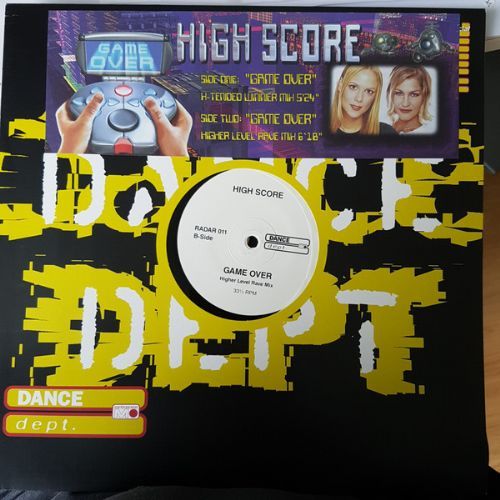 GAME
OVER
HIGH SCORE
SIDE ONE: "GAME OVER"
X-TENDED WINNER MIX 5'24"
SIDE TWO: "GAME OVER"
HIGHER LEVEL RAVE MIX 6'18"
DANCE
HIGH SCORE
RADAR 011
B-Side
DANCE
dept.
GAME OVER
Higher Level Rave Mix
33⅓ RPM
DEPT
DANCE
dept.